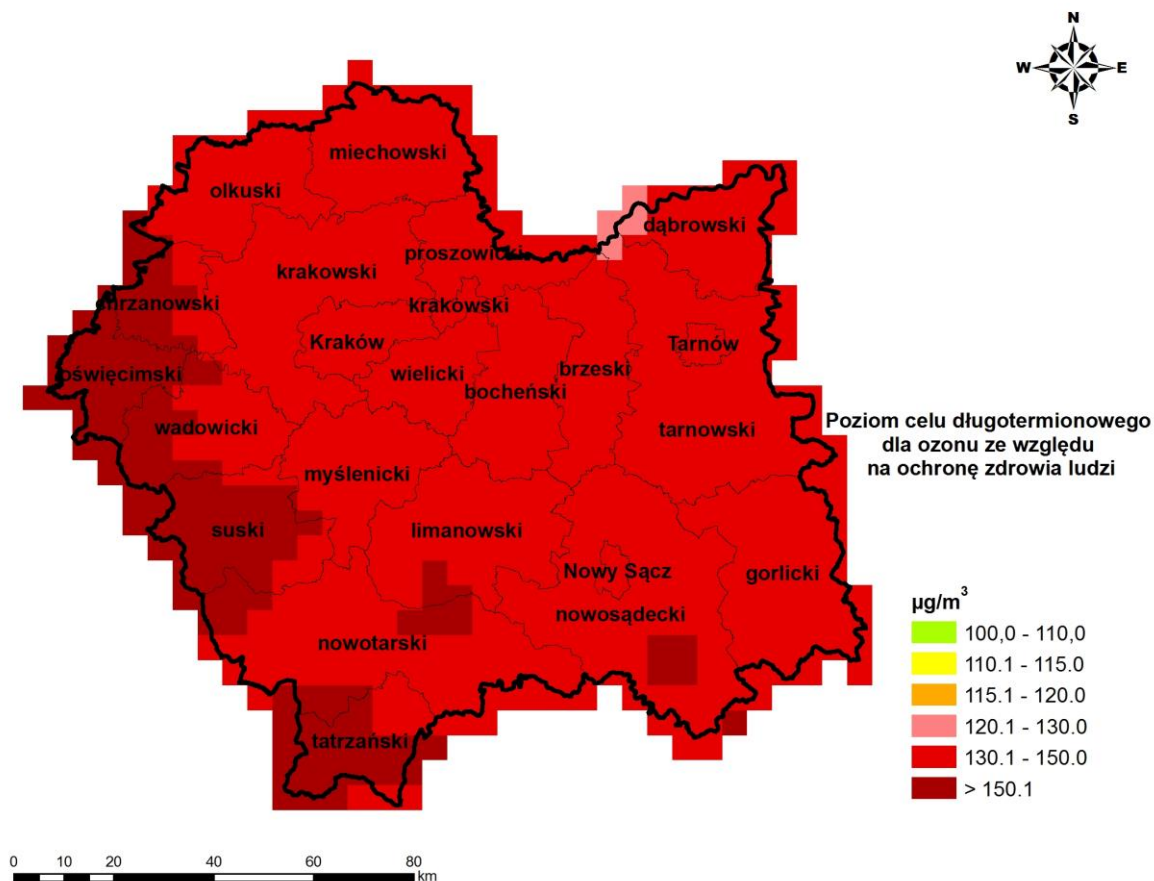 N
W E
S
miechowski
olkuski
dąbrowski
proszowicki
krakowski
chrzanowski
krakowski
Kraków
Tarnów
oświęcimski
wielicki
brzeski
bocheński
wadowicki
tarnowski
Poziom celu długotermionowego
dla ozonu ze względu
na ochronę zdrowia ludzi
myślenicki
suski
limanowski
Nowy Sącz
gorlicki
nowosądecki
nowotarski
tatrzański
µg/m³
100,0 - 110,0
110.1 - 115.0
115.1 - 120.0
120.1 - 130.0
130.1 - 150.0
> 150.1
0 10 20 40 60 80
km